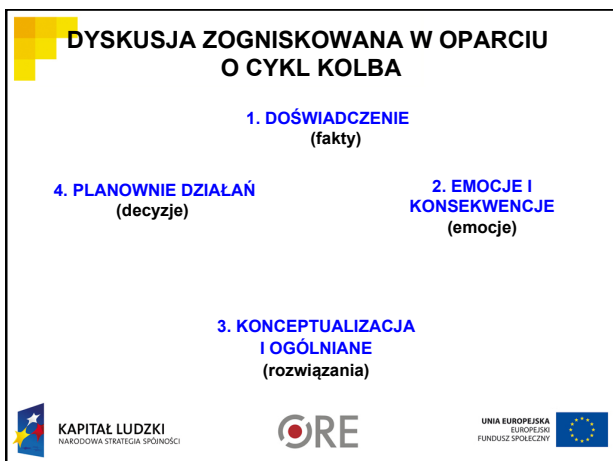 DYSKUSJA ZOGNISKOWANA W OPARCIU
O CYKL KOLBA
1. DOŚWIADCZENIE
(fakty)
2. EMOCJE I
KONSEKWENCJE
(emocje)
3. KONCEPTUALIZACJA
I OGÓLNIANE
(rozwiązania)
4. PLANOWNIE DZIAŁAŃ
(decyzje)
KAPITAŁ LUDZKI
NARODOWA STRATEGIA SPÓJNOŚCI
ORE
UNIA EUROPEJSKA
EUROPEJSKI
FUNDUSZ SPOŁECZNY